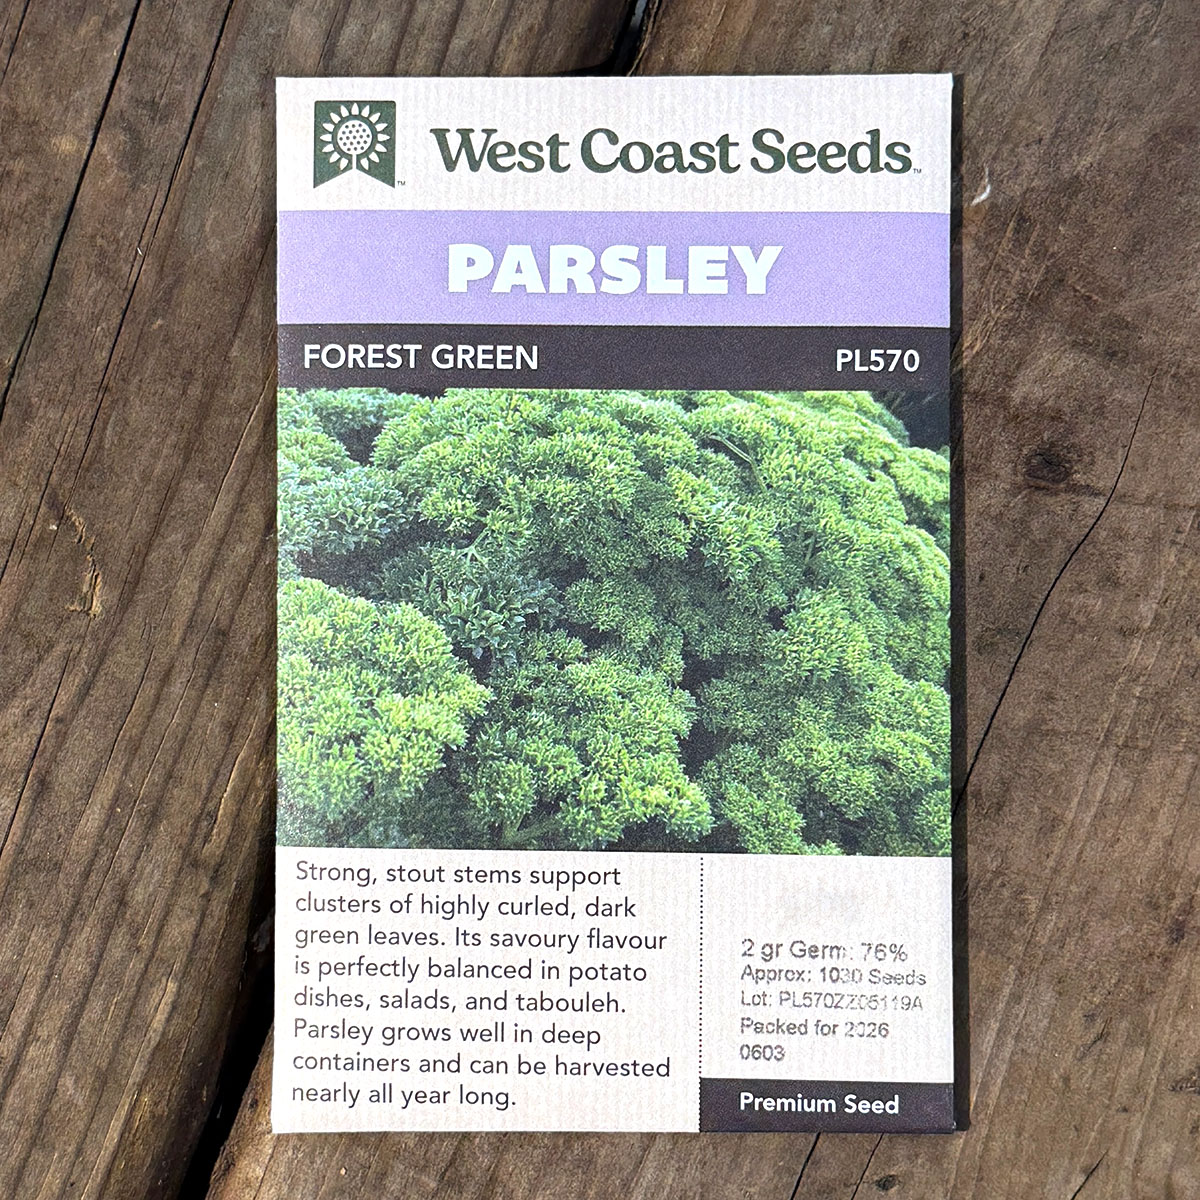 West Coast Seeds™
PARSLEY
FOREST GREEN PL570
Strong, stout stems support
clusters of highly curled, dark
green leaves. Its savoury flavour
is perfectly balanced in potato
dishes, salads, and tabouleh.
Parsley grows well in deep
containers and can be harvested
nearly all year long.
2 gr Germ: 76%
Approx: 1030 Seeds
Lot:
Packed for 2026
0603
Premium Seed